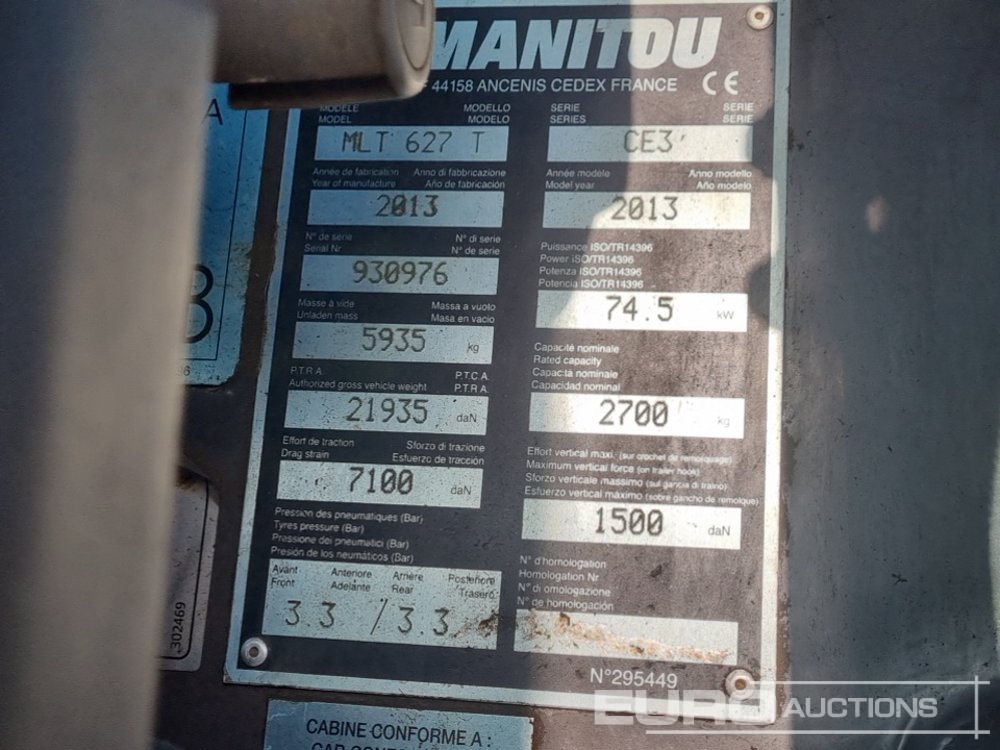 MANITOU
44158 ANCENIS CEDEX FRANCE CE
MODELE MODELLO SERIE SERIE
MODEL MODELO SERIES SERIE
MLT 627 T CE3
Année de fabrication Anno di fabbricazione Année modele Anno modello
Year of manufacture Año de fabricación Model year Año modelo
2013 2013
N° de serie N° di serie
Serial Nr N° de serie
930976
Puissance ISO/TR14396
Power ISO/TR14396
Potenza ISO/TR14396
Potencia ISO/TR14396
74.5 kW
Masse à vide Massa a vuoto
Unladen mass Masa en vacio
5935 kg
Capacité nominale
Rated capacity
Capacita nominale
Capacidad nominal
2700 kg
P.T.R.A. P.T.C.A.
Authorized gross vehicle weight P.T.R.A.
21935 daN
Effort de traction Sforzo di trazione
Drag strain Esfuerzo de tracción
7100 daN
Effort vertical maxi. (sur crochet de remorquage)
Maximum vertical force (on trailer hook)
Sforzo verticale massimo (sul gancia di traino)
Esfuerzo vertical máximo (sobre gancho de remolque)
1500 daN
Pression des pneumatiques (Bar)
Tyres pressure (Bar)
Pressione dei pneumatici (Bar)
Presión de los neumáticos (Bar)
Avant Anteriore Arriere Posteriore
Front Adelante Rear Trasero
3.3 / 3.3
N° d'homologation
Homologation Nr
N° di omologazione
N° de homologación
N°295449
302469
CABINE CONFORME A :
EURO AUCTIONS